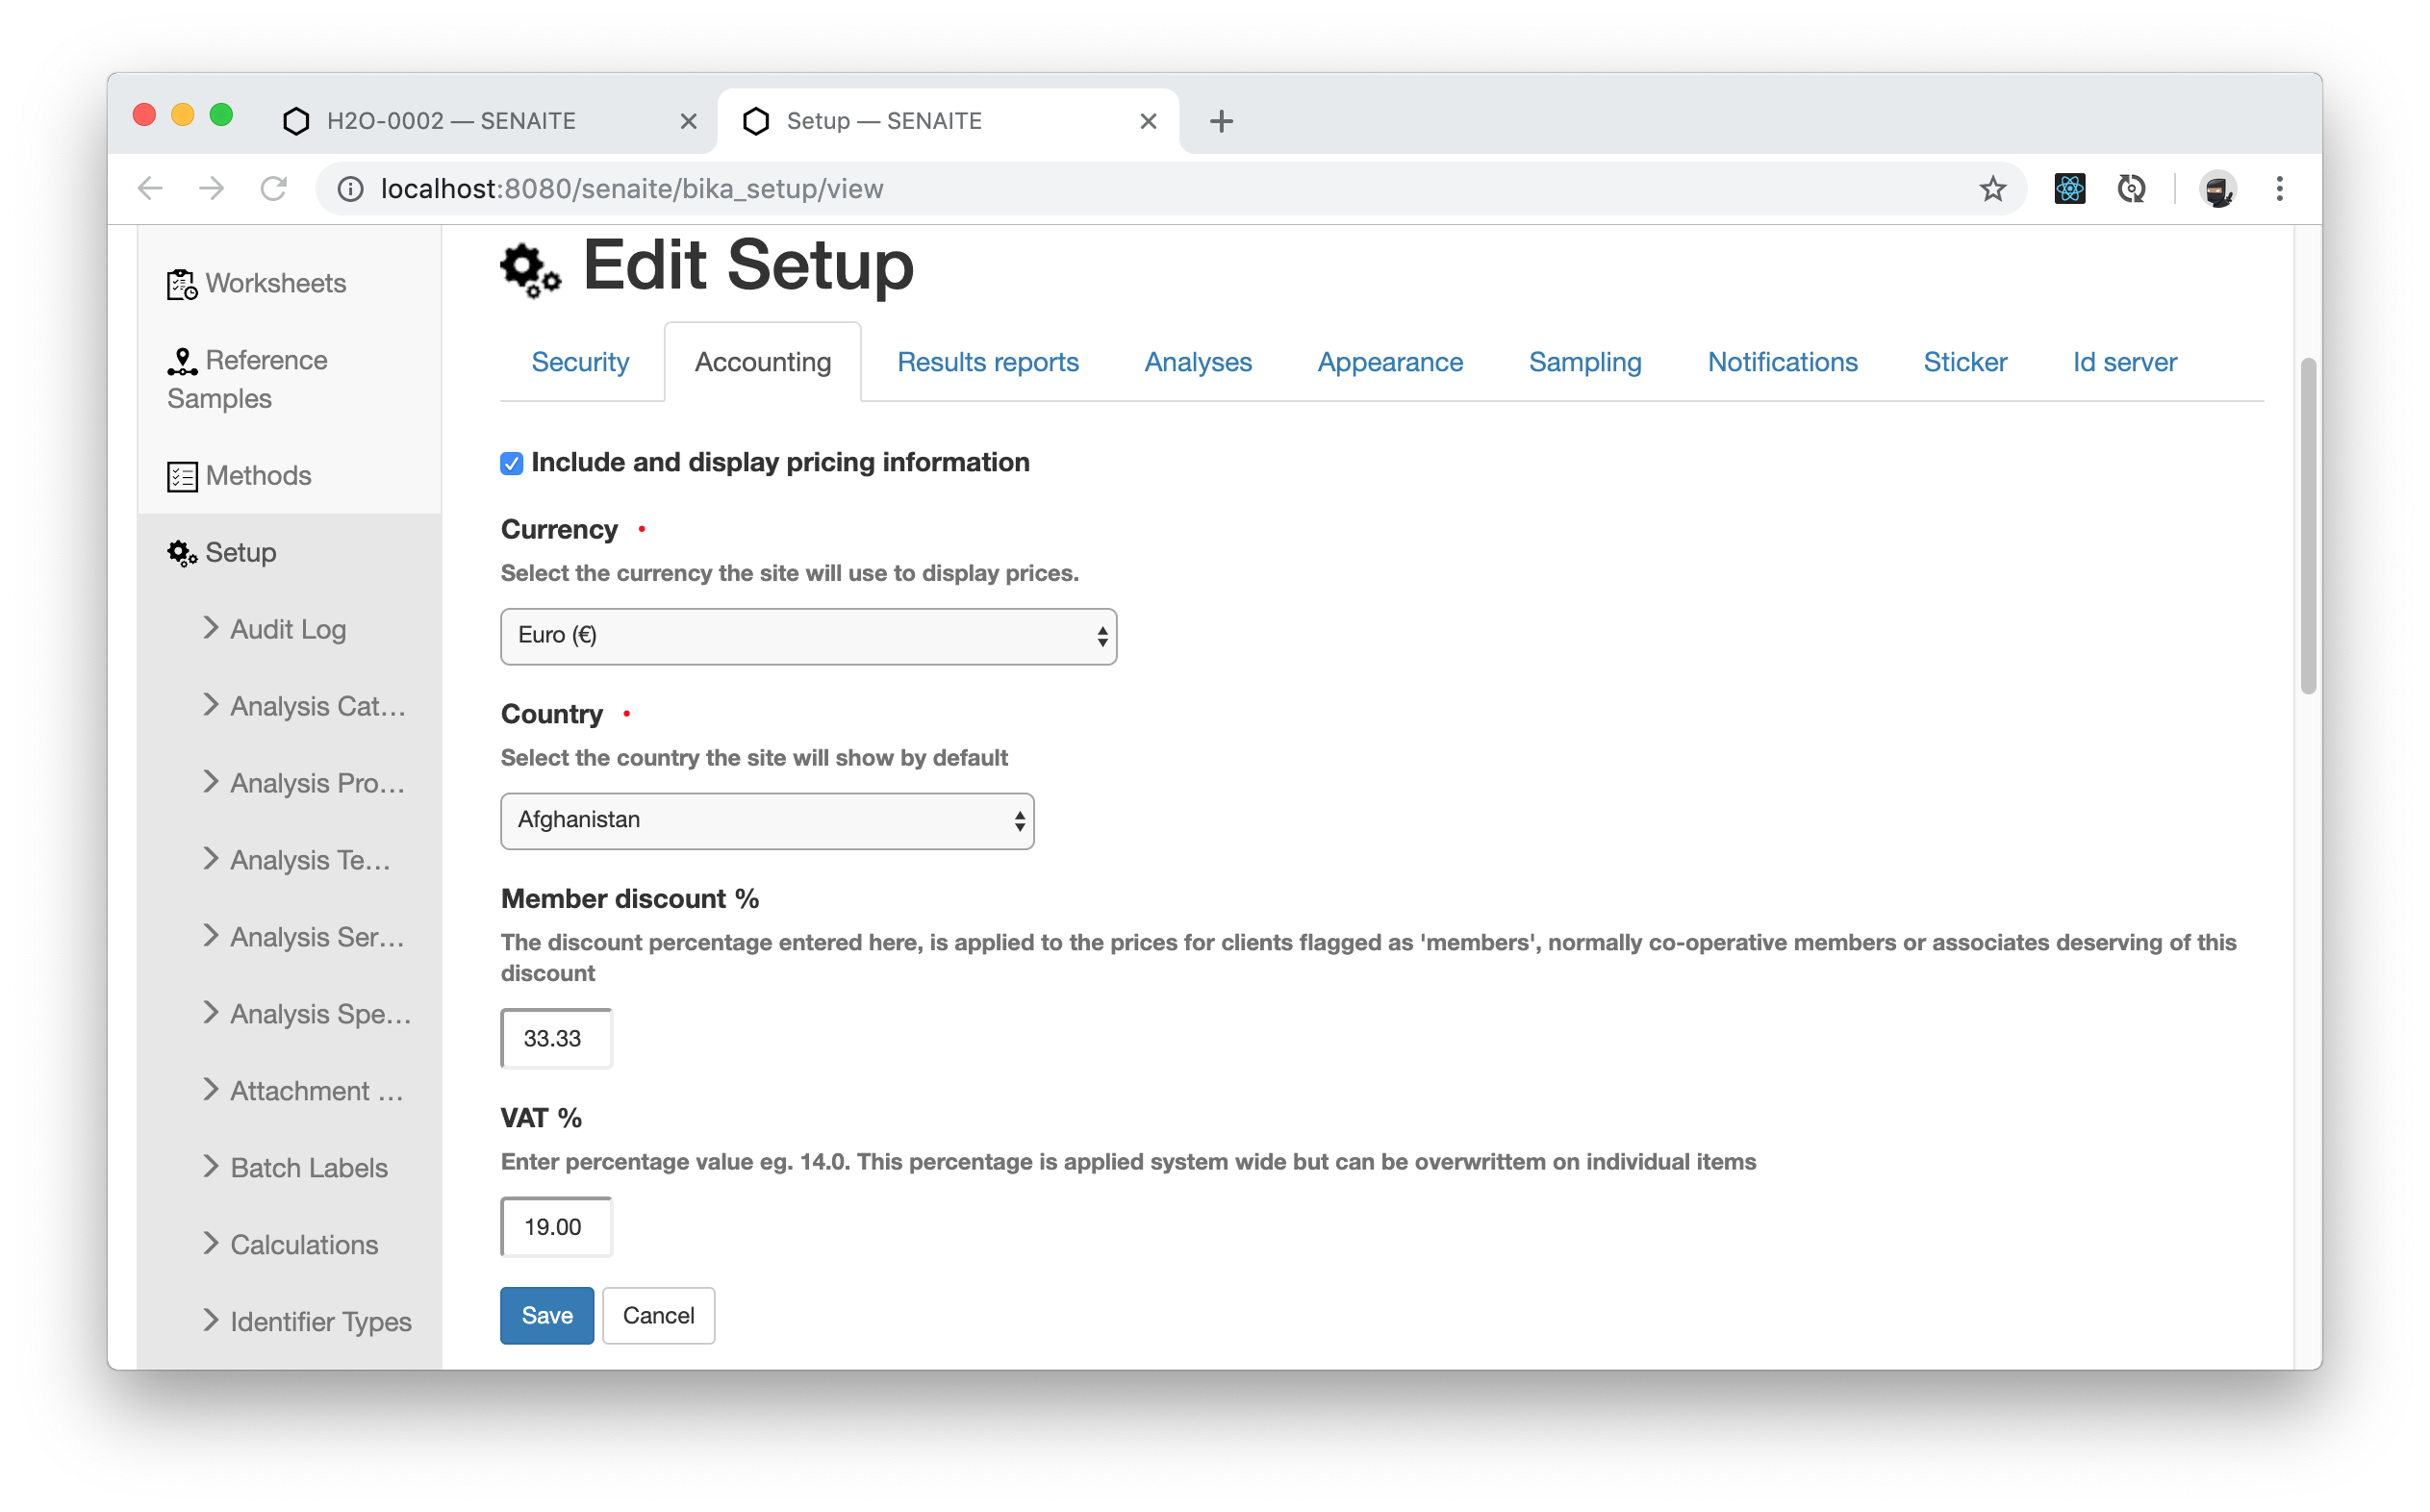 H2O-0002 — SENAITE
Setup — SENAITE
localhost:8080/senaite/bika_setup/view
Worksheets
Reference
Samples
Methods
Setup
Audit Log
Analysis Cat...
Analysis Pro...
Analysis Te...
Analysis Ser...
Analysis Spe...
Attachment ...
Batch Labels
Calculations
Identifier Types
Edit Setup
Security Accounting Results reports Analyses Appearance Sampling Notifications Sticker Id server
Include and display pricing information
Currency
Select the currency the site will use to display prices.
Euro (€)
Country
Select the country the site will show by default
Afghanistan
Member discount %
The discount percentage entered here, is applied to the prices for clients flagged as 'members', normally co-operative members or associates deserving of this
discount
33.33
VAT %
Enter percentage value eg. 14.0. This percentage is applied system wide but can be overwrittem on individual items
19.00
Save Cancel